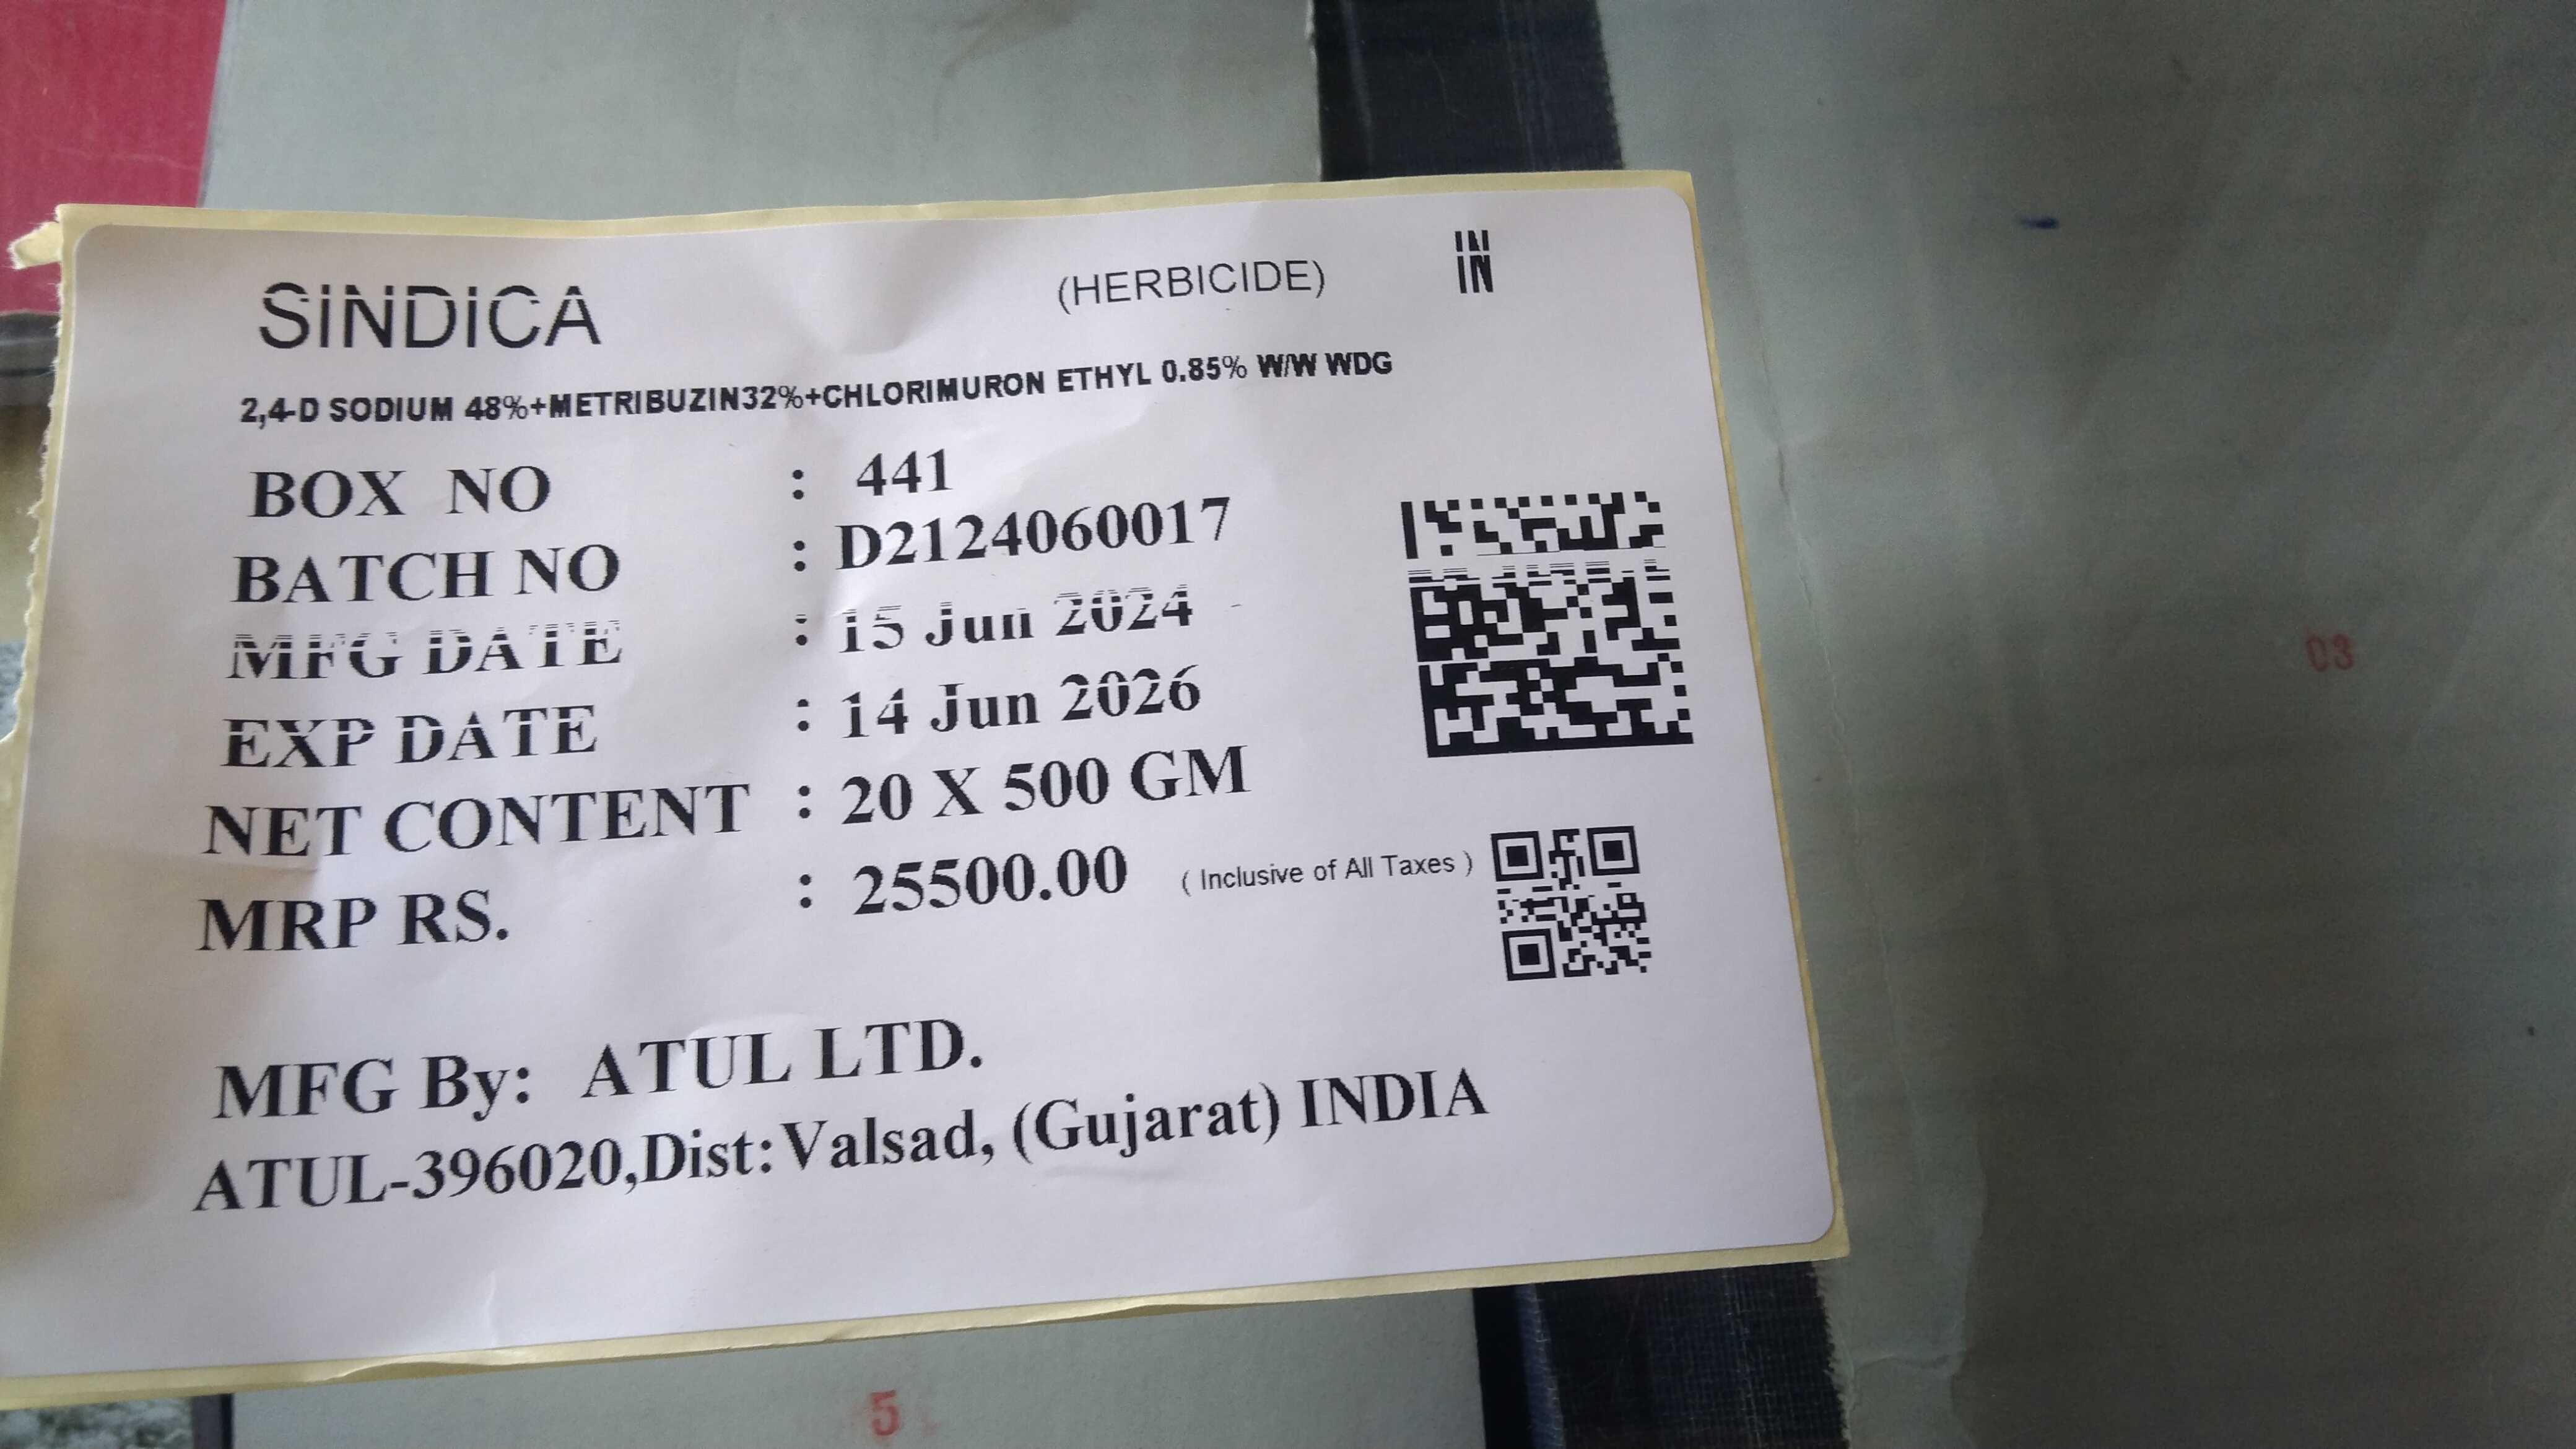 SiNDiCA (HERBICIDE) IN
IN
2,4-D SODIUM 48%+METRIBUZIN32%+CHLORIMURON ETHYL 0.85% W/W WDG
BOX NO : 441
BATCH NO : D2124060017
MFG DATE : 15 Jun 2024
EXP DATE : 14 Jun 2026
NET CONTENT : 20 X 500 GM
MRP RS. : 25500.00 ( Inclusive of All Taxes )
MFG By: ATUL LTD.
ATUL-396020,Dist:Valsad, (Gujarat) INDIA
03
5